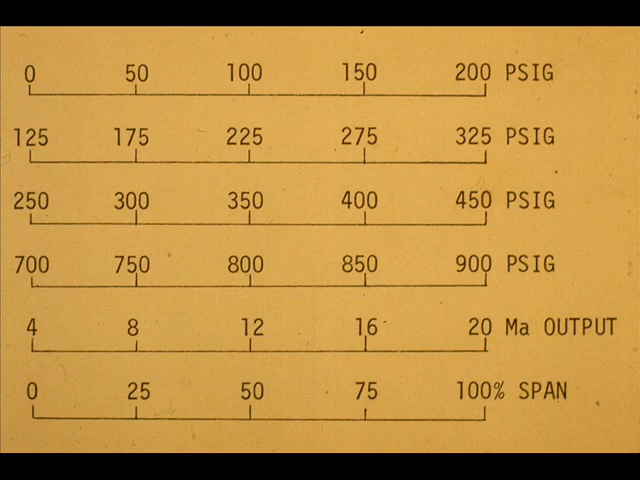 0 50 100 150 200 PSIG
125 175 225 275 325 PSIG
250 300 350 400 450 PSIG
700 750 800 850 900 PSIG
4 8 12 16 20 Ma OUTPUT
0 25 50 75 100% SPAN